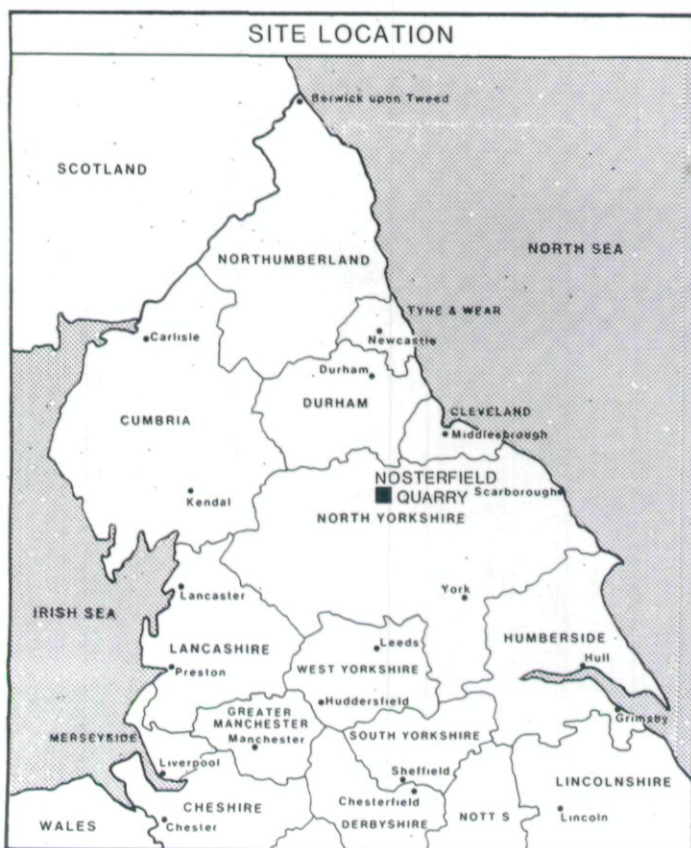 SITE LOCATION
Berwick upon Tweed
SCOTLAND
NORTH SEA
NORTHUMBERLAND
TYNE & WEAR
Carlisle
Newcastle
Durham
DURHAM
CLEVELAND
CUMBRIA
Middlesbrough
NOSTERFIELD
QUARRY
Scarborough
Kendal
NORTH YORKSHIRE
Lancaster
York
IRISH SEA
LANCASHIRE
Leeds
HUMBERSIDE
Preston
WEST YORKSHIRE
Hull
Huddersfield
GREATER
MANCHESTER
Grimsby
MERSEYSIDE
Manchester
SOUTH YORKSHIRE
Liverpool
Sheffield
LINCOLNSHIRE
CHESHIRE
Chesterfield
NOTT S
Lincoln
WALES
Chester
DERBYSHIRE